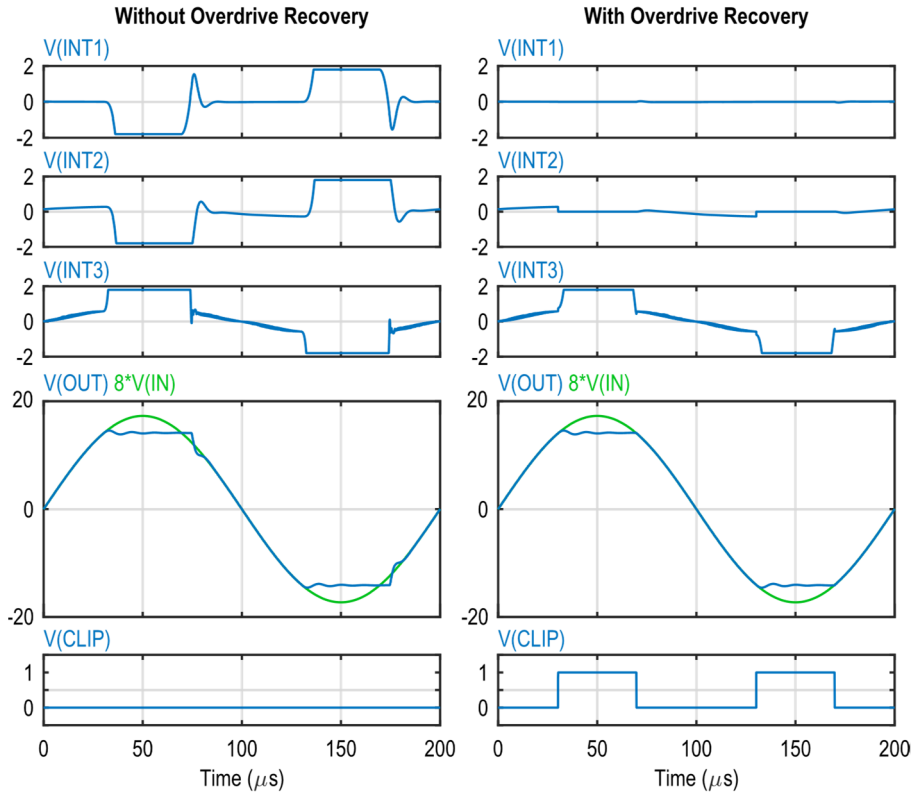 Without Overdrive Recovery
V(INT1)
2
0
-2
V(INT2)
2
0
-2
V(INT3)
2
0
-2
V(OUT) 8*V(IN)
20
0
-20
V(CLIP)
1
0
0 50 100 150 200
Time (μs)
With Overdrive Recovery
V(INT1)
2
0
-2
V(INT2)
2
0
-2
V(INT3)
2
0
-2
V(OUT) 8*V(IN)
20
0
-20
V(CLIP)
1
0
0 50 100 150 200
Time (μs)